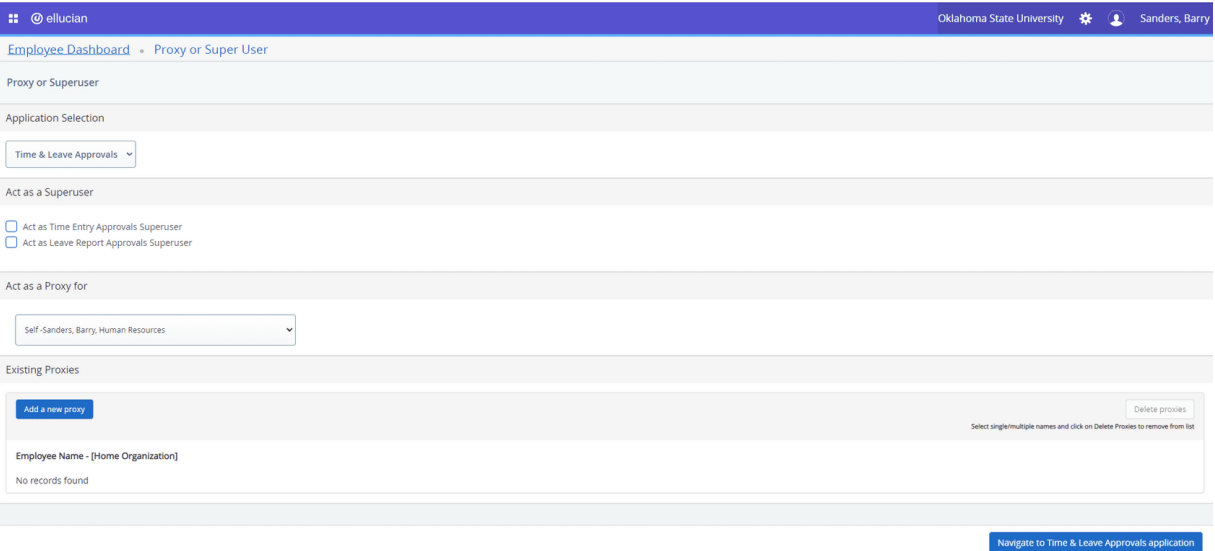 ellucian
Oklahoma State University
Sanders, Barry
Employee Dashboard • Proxy or Super User
Proxy or Superuser
Application Selection
Time & Leave Approvals
Act as a Superuser
Act as Time Entry Approvals Superuser
Act as Leave Report Approvals Superuser
Act as a Proxy for
Self -Sanders, Barry, Human Resources
Existing Proxies
Add a new proxy
Delete proxies
Select single/multiple names and click on Delete Proxies to remove from list
Employee Name - [Home Organization]
No records found
Navigate to Time & Leave Approvals application